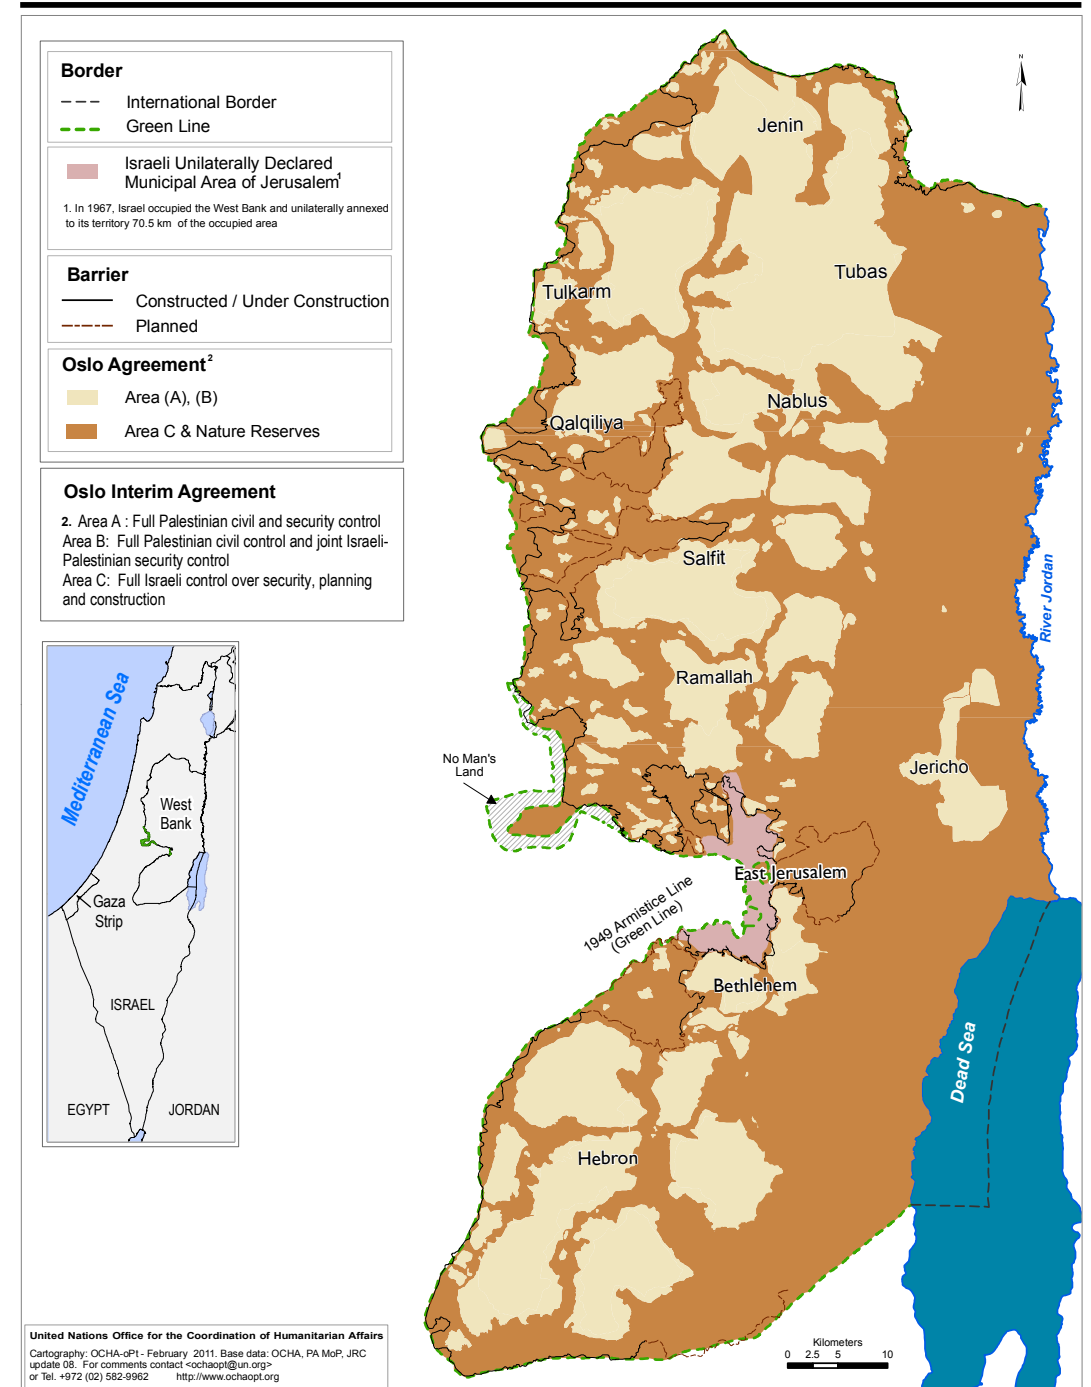 Border
International Border
Green Line
Israeli Unilaterally Declared
Municipal Area of Jerusalem1
1. In 1967, Israel occupied the West Bank and unilaterally annexed
to its territory 70.5 km of the occupied area
Barrier
Constructed / Under Construction
Planned
Oslo Agreement2
Area (A), (B)
Area C & Nature Reserves
Oslo Interim Agreement
2. Area A : Full Palestinian civil and security control
Area B: Full Palestinian civil control and joint Israeli-
Palestinian security control
Area C: Full Israeli control over security, planning
and construction
Mediterranean Sea
West
Bank
Gaza
Strip
ISRAEL
EGYPT
JORDAN
N
Jenin
Tubas
Tulkarm
Nablus
Qalqiliya
Salfit
River Jordan
Ramallah
No Man's
Land
Jericho
East Jerusalem
1949 Armistice Line
(Green Line)
Bethlehem
Dead Sea
Hebron
Kilometers
0 2.5 5 10
United Nations Office for the Coordination of Humanitarian Affairs
Cartography: OCHA-oPt - February 2011. Base data: OCHA, PA MoP, JRC
update 08. For comments contact <ochaopt@un.org>
or Tel. +972 (02) 582-9962 http://www.ochaopt.org